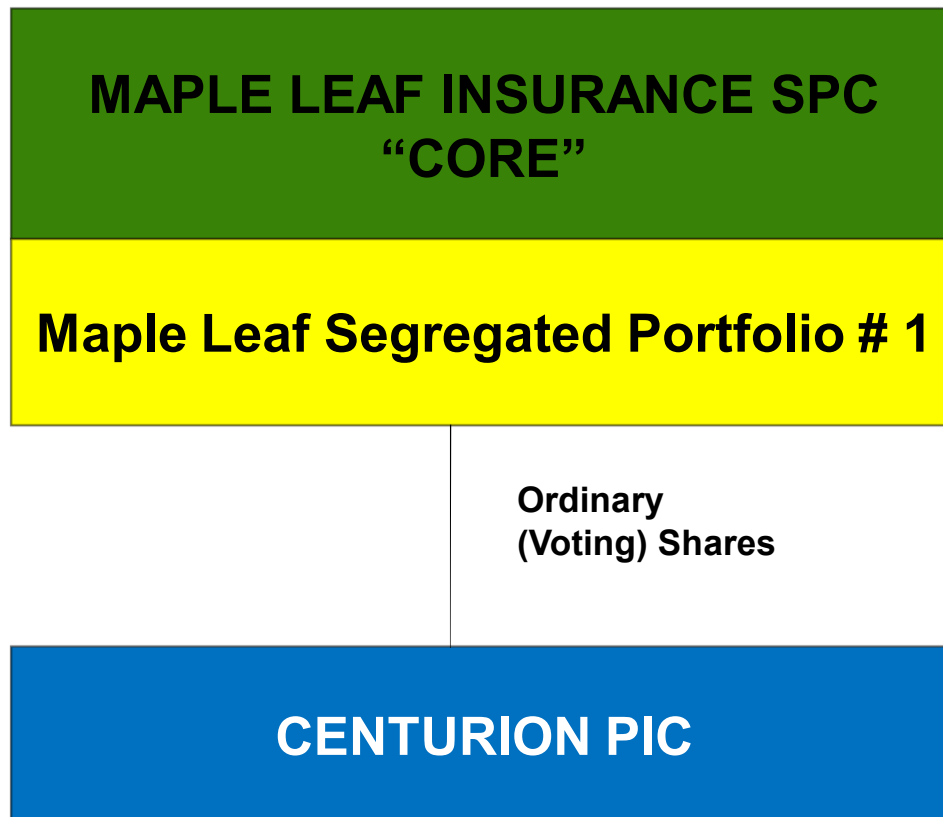 MAPLE LEAF INSURANCE SPC
“CORE”
Maple Leaf Segregated Portfolio # 1
Ordinary
(Voting) Shares
CENTURION PIC